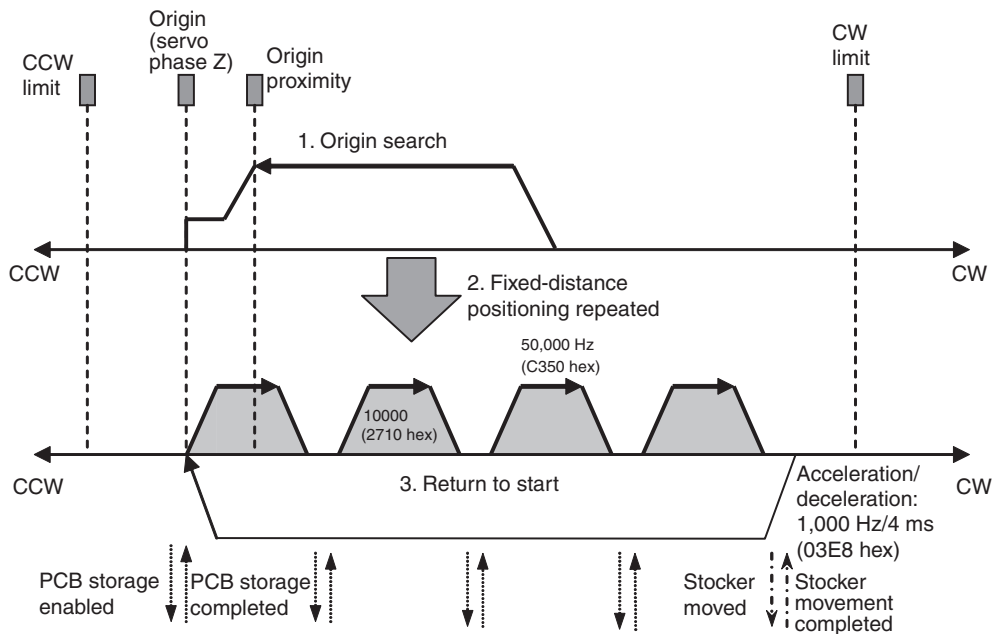 Origin
(servo
phase Z)
CCW
limit
Origin
proximity
CW
limit
1. Origin search
CCW
CW
2. Fixed-distance
positioning repeated
50,000 Hz
(C350 hex)
10000
(2710 hex)
CCW
CW
3. Return to start
Acceleration/
deceleration:
1,000 Hz/4 ms
(03E8 hex)
PCB storage
enabled
PCB storage
completed
Stocker
moved
Stocker
movement
completed